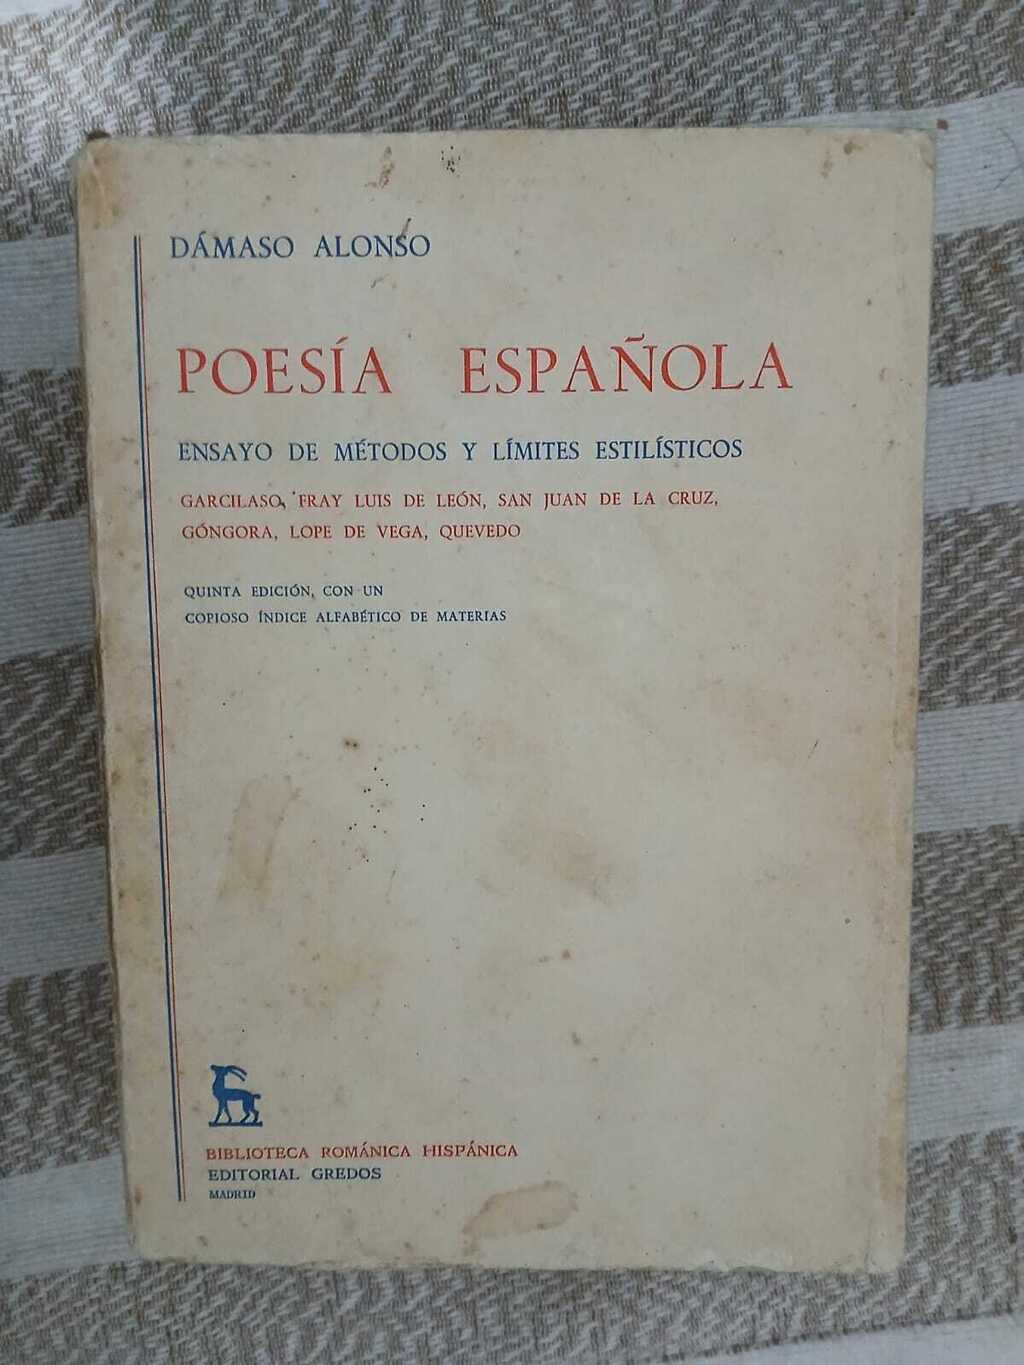 DÁMASO ALONSO
POESÍA ESPAÑOLA
ENSAYO DE MÉTODOS Y LÍMITES ESTILÍSTICOS
GARCILASO, FRAY LUIS DE LEÓN, SAN JUAN DE LA CRUZ,
GÓNGORA, LOPE DE VEGA, QUEVEDO
QUINTA EDICIÓN, CON UN
COPIOSO ÍNDICE ALFABÉTICO DE MATERIAS
BIBLIOTECA ROMÁNICA HISPÁNICA
EDITORIAL GREDOS
MADRID